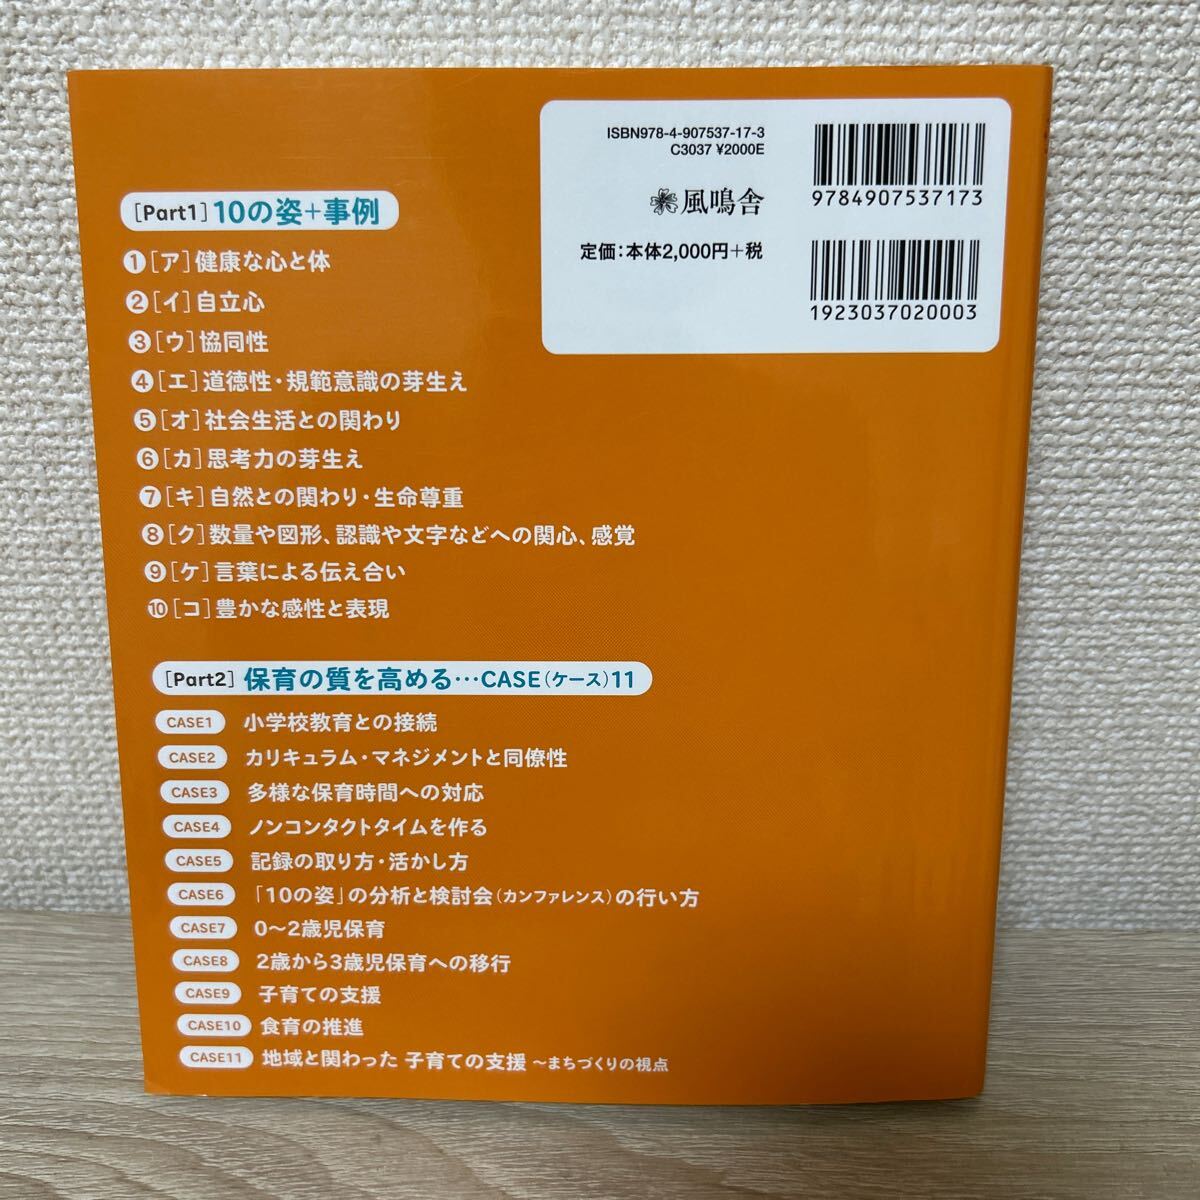 ISBN978-4-907537-17-3
C3037 ¥2000E
風鳴舎
定価：本体2,000円＋税
9784907537173
1923037020003
[Part1] 10の姿＋事例
❶［ア］健康な心と体
❷［イ］自立心
❸［ウ］協同性
❹［エ］道徳性・規範意識の芽生え
❺［オ］社会生活との関わり
❻［カ］思考力の芽生え
❼［キ］自然との関わり・生命尊重
❽［ク］数量や図形、認識や文字などへの関心、感覚
❾［ケ］言葉による伝え合い
❿［コ］豊かな感性と表現
[Part2] 保育の質を高める…CASE（ケース）11
CASE1 小学校教育との接続
CASE2 カリキュラム・マネジメントと同僚性
CASE3 多様な保育時間への対応
CASE4 ノンコンタクトタイムを作る
CASE5 記録の取り方・活かし方
CASE6 「10の姿」の分析と検討会（カンファレンス）の行い方
CASE7 0〜2歳児保育
CASE8 2歳から3歳児保育への移行
CASE9 子育ての支援
CASE10 食育の推進
CASE11 地域と関わった 子育ての支援 〜まちづくりの視点